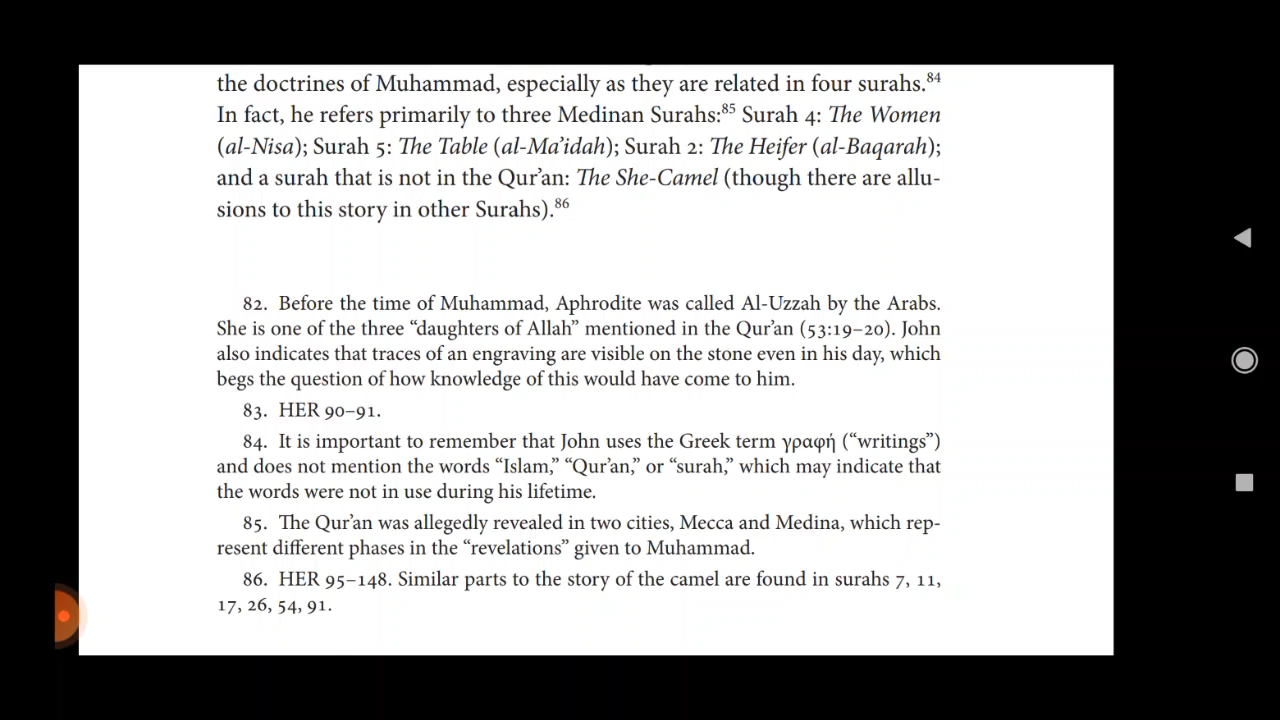 the doctrines of Muhammad, especially as they are related in four surahs.84
In fact, he refers primarily to three Medinan Surahs:85 Surah 4: The Women
(al-Nisa); Surah 5: The Table (al-Ma’idah); Surah 2: The Heifer (al-Baqarah);
and a surah that is not in the Qur’an: The She-Camel (though there are allu-
sions to this story in other Surahs).86
82. Before the time of Muhammad, Aphrodite was called Al-Uzzah by the Arabs.
She is one of the three “daughters of Allah” mentioned in the Qur’an (53:19–20). John
also indicates that traces of an engraving are visible on the stone even in his day, which
begs the question of how knowledge of this would have come to him.
83. HER 90–91.
84. It is important to remember that John uses the Greek term γραφή (“writings”)
and does not mention the words “Islam,” “Qur’an,” or “surah,” which may indicate that
the words were not in use during his lifetime.
85. The Qur’an was allegedly revealed in two cities, Mecca and Medina, which rep-
resent different phases in the “revelations” given to Muhammad.
86. HER 95–148. Similar parts to the story of the camel are found in surahs 7, 11,
17, 26, 54, 91.